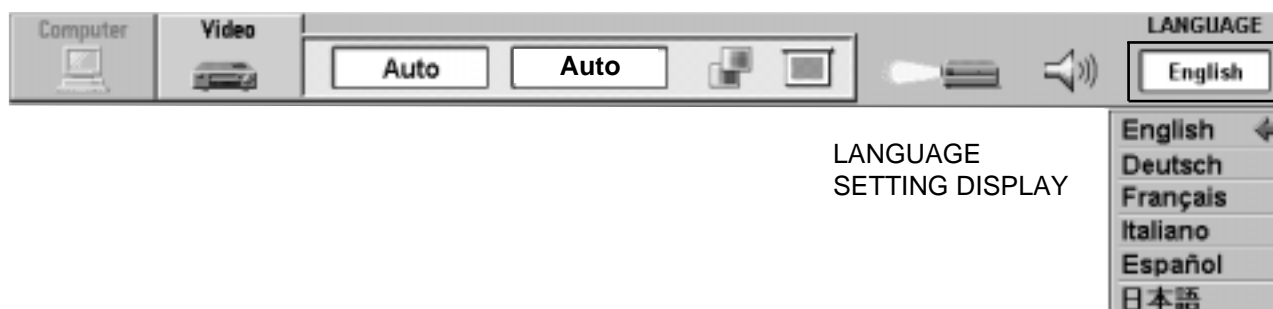 Computer
Video
LANGUAGE
Auto
Auto
English
LANGUAGE
SETTING DISPLAY
English
Deutsch
Français
Italiano
Español
日本語